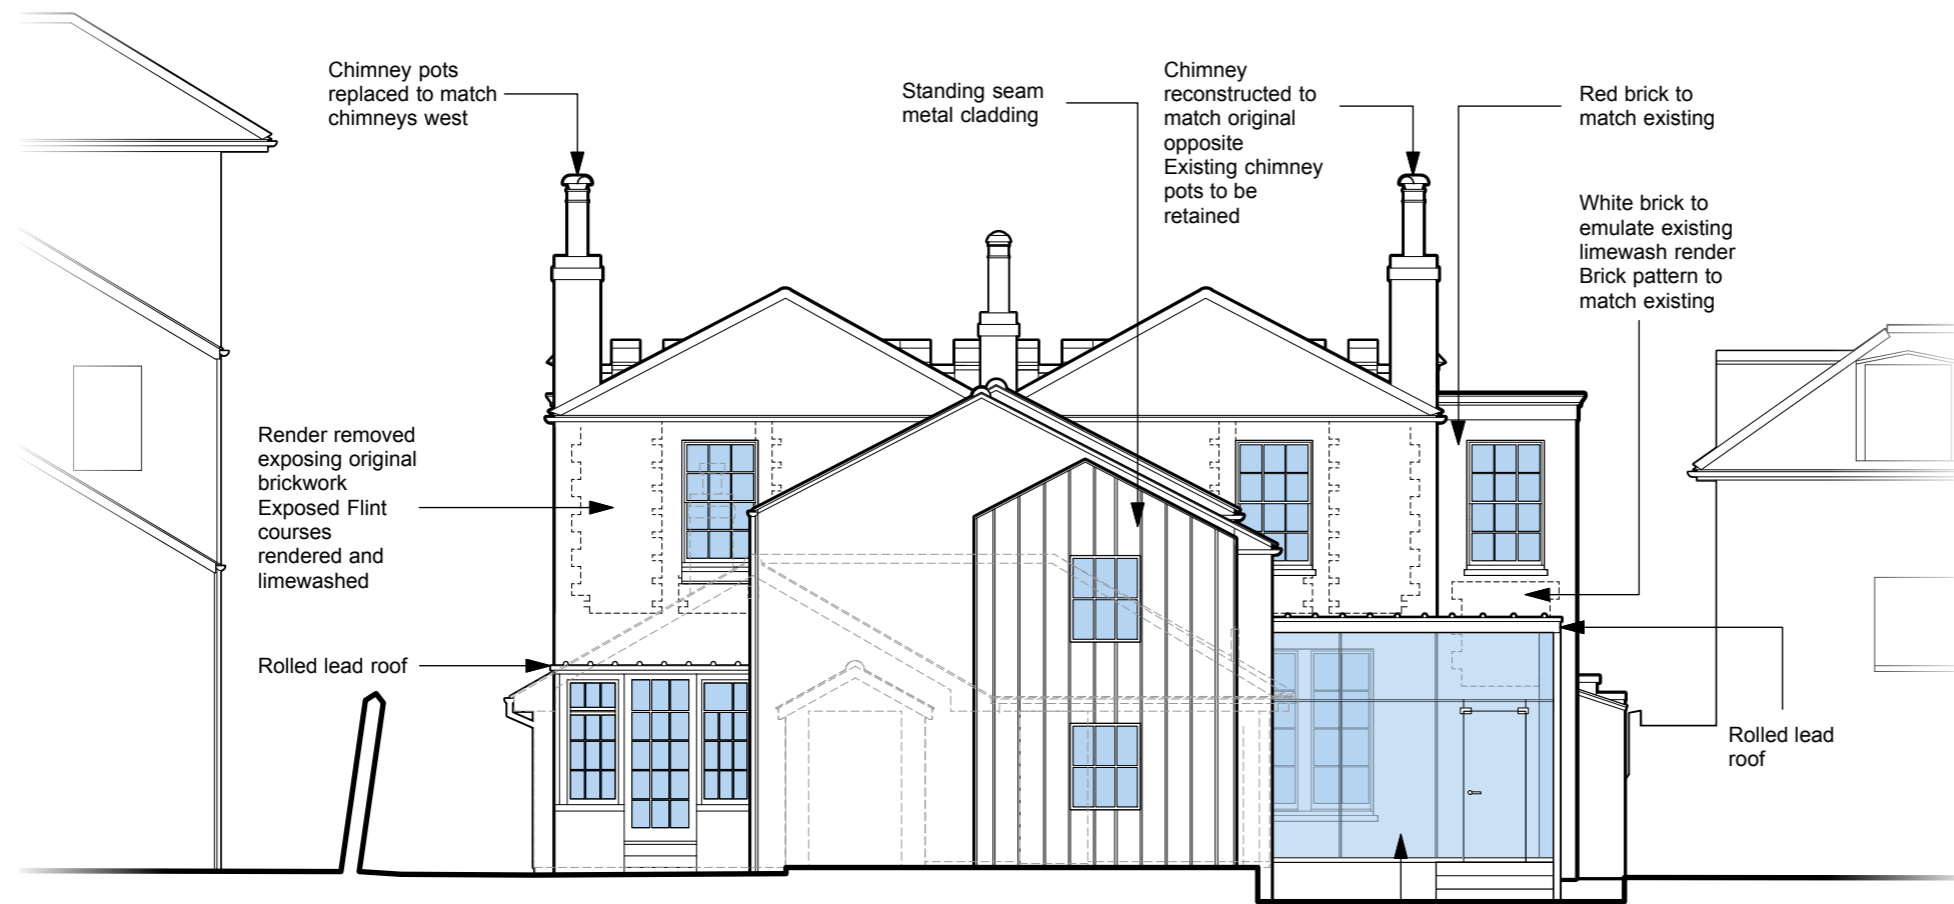 Chimney pots
replaced to match
chimneys west
Standing seam
metal cladding
Chimney
reconstructed to
match original
opposite
Existing chimney
pots to be
retained
Red brick to
match existing
White brick to
emulate existing
limewash render
Brick pattern to
match existing
Render removed
exposing original
brickwork
Exposed Flint
courses
rendered and
limewashed
Rolled lead roof
Rolled lead
roof